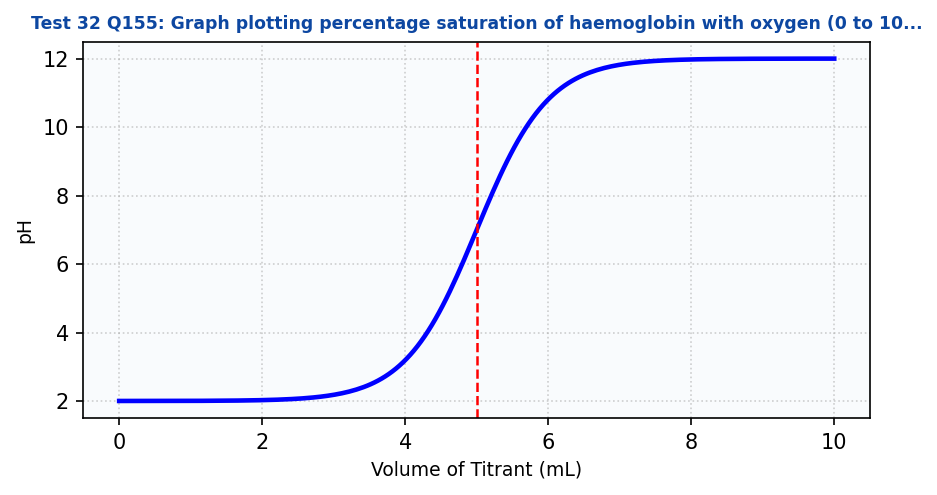 Test 32 Q155: Graph plotting percentage saturation of haemoglobin with oxygen (0 to 10...
12
10
8
6
4
2
pH
0 2 4 6 8 10
Volume of Titrant (mL)